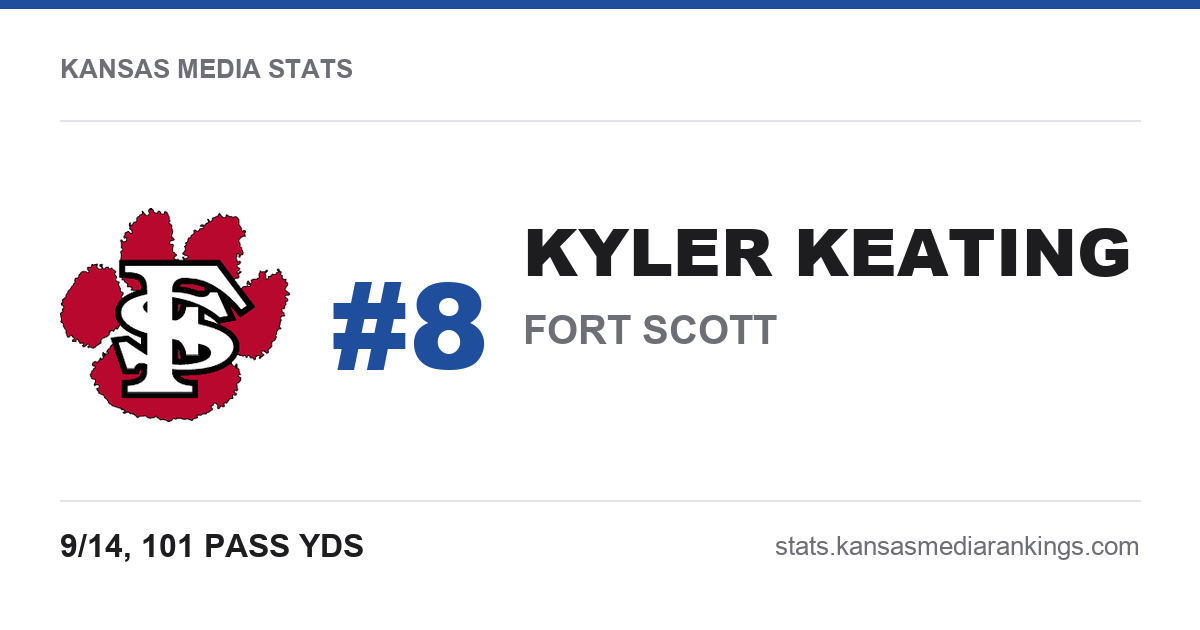 KANSAS MEDIA STATS
FS
#8
KYLER KEATING
FORT SCOTT
9/14, 101 PASS YDS
stats.kansasmediarankings.com